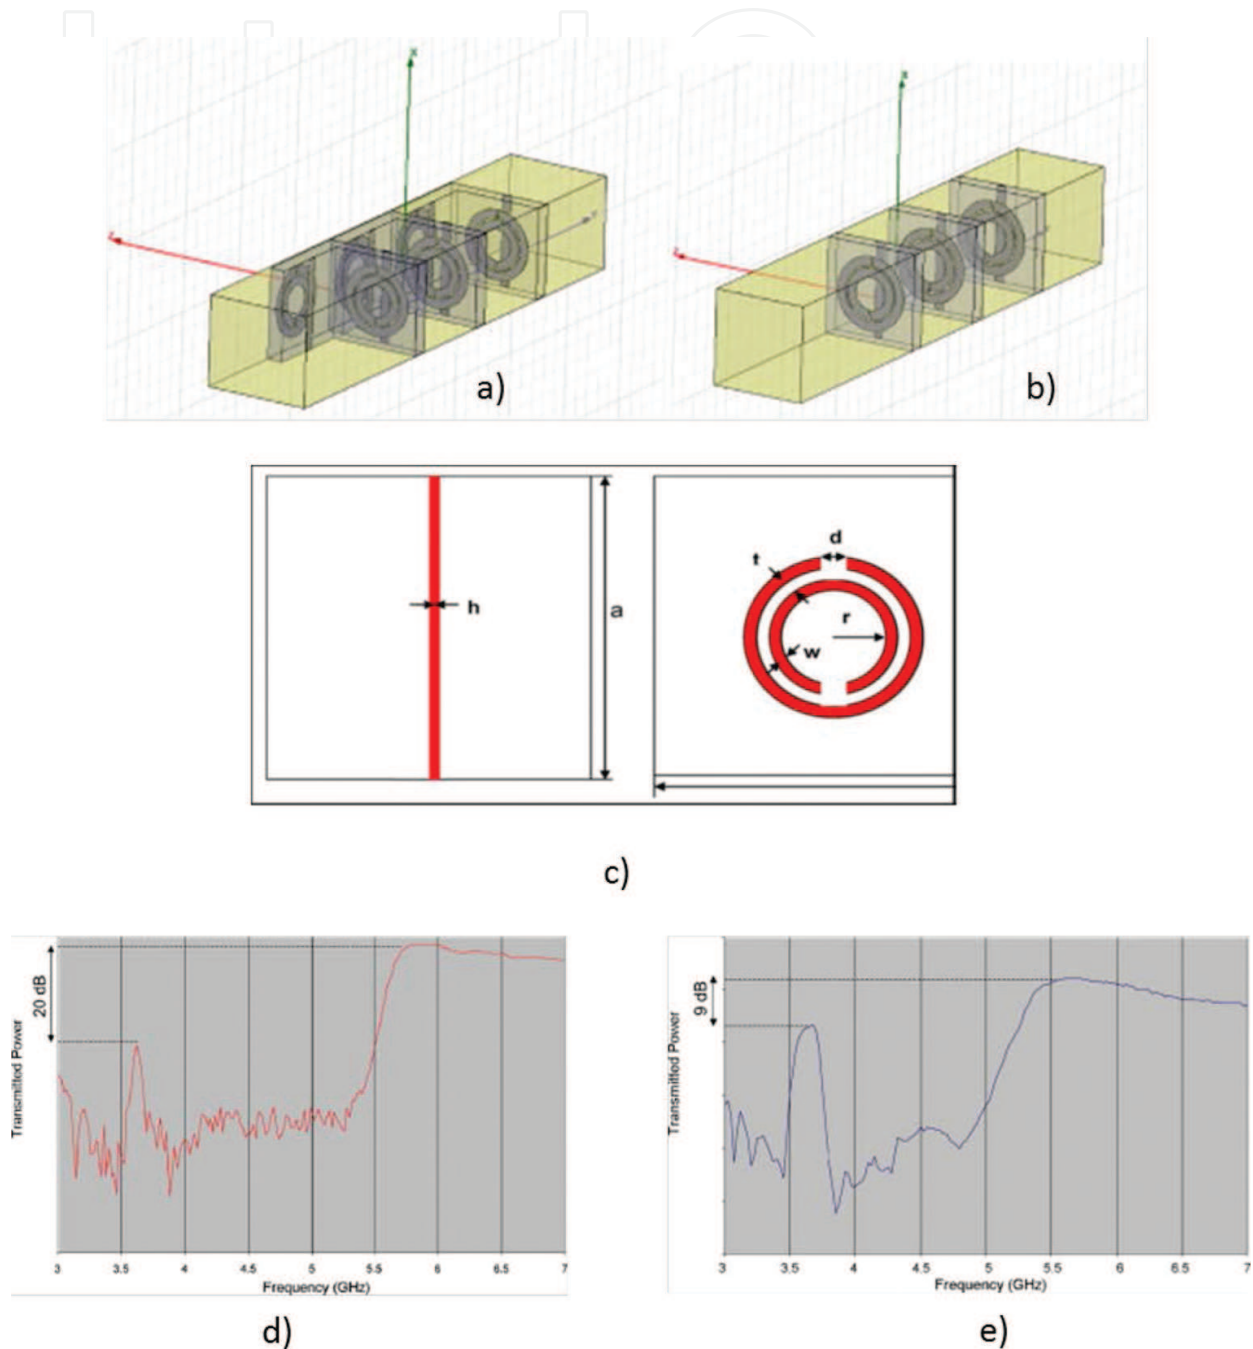 x
z
Y
a)
x
z
b)
h
a
d
t
r
w
c)
20 dB
Transmitted Power
3 3.5 4 4.5 5 5.5 6 6.5 7
Frequency (GHz)
d)
9 dB
Transmitted Power
3 3.5 4 4.5 5 5.5 6 6.5 7
Frequency (GHz)
e)